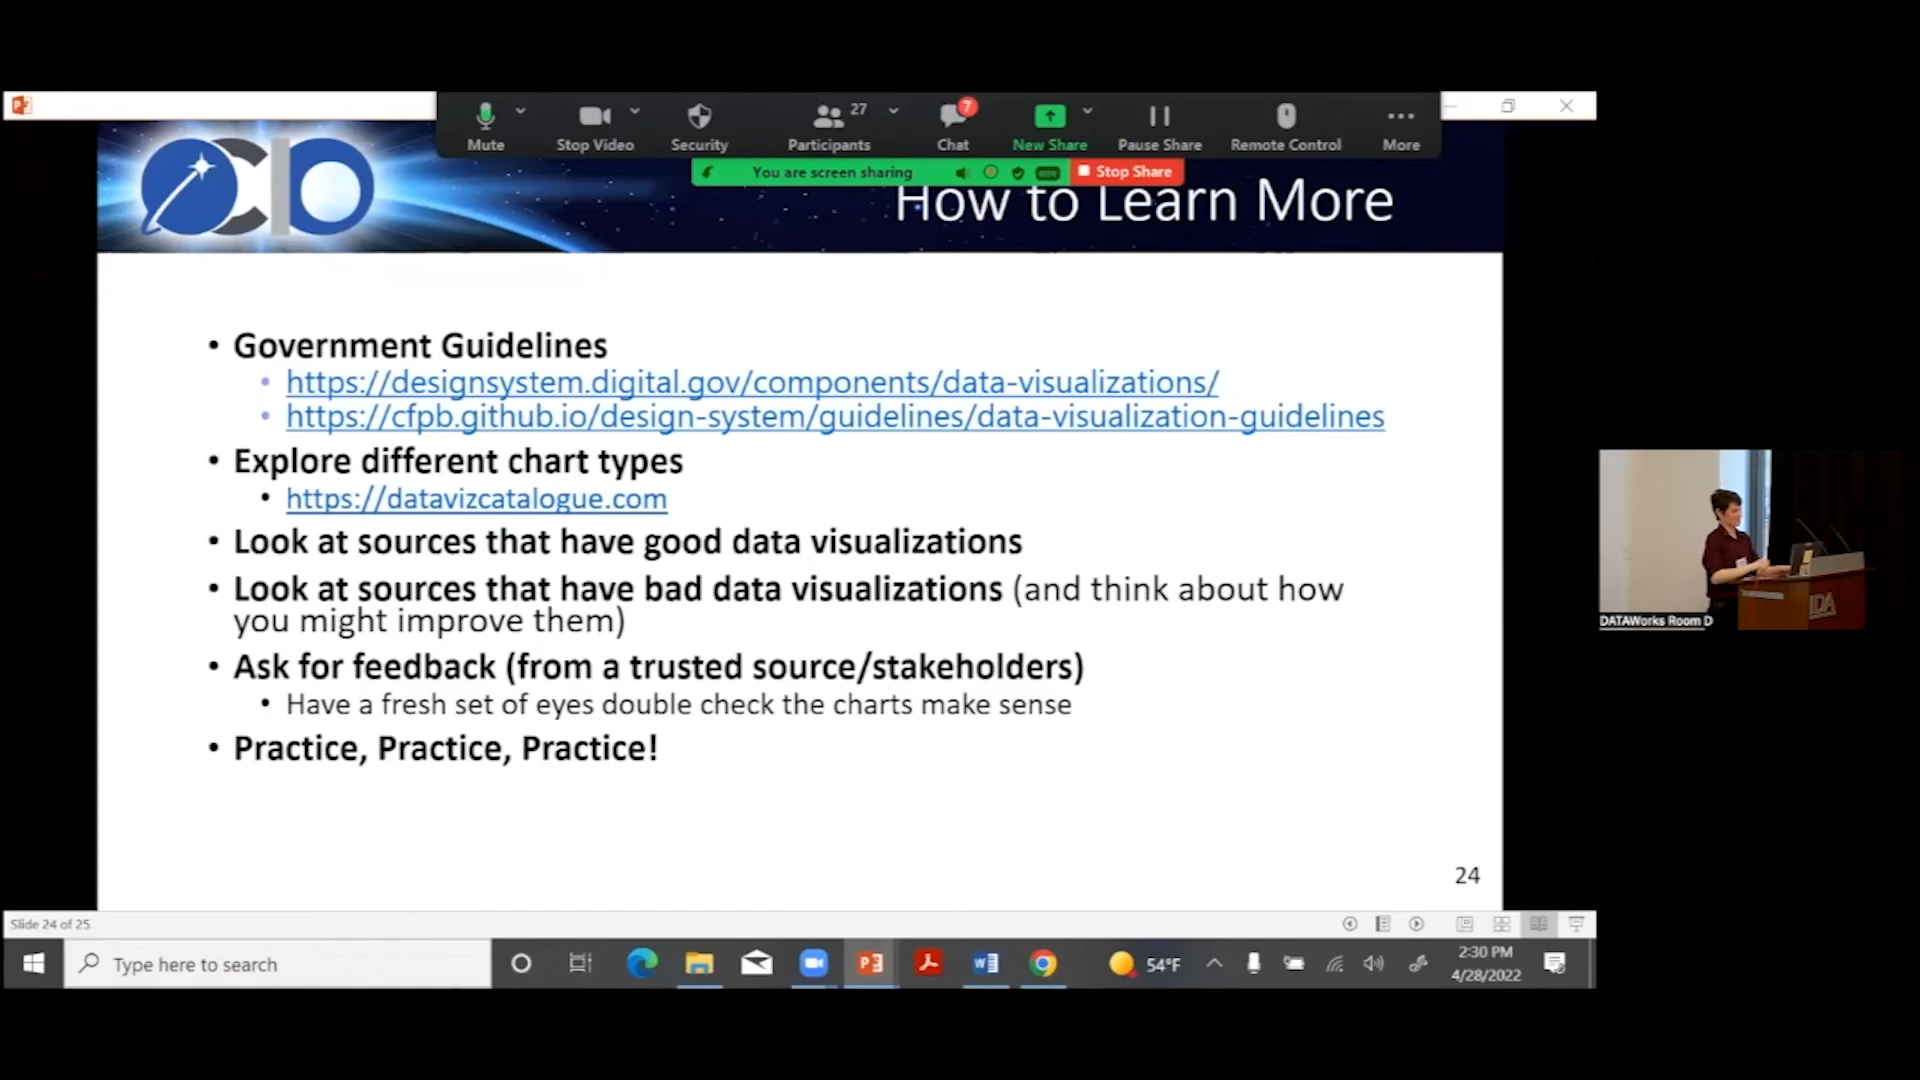 27
7
Mute
Stop Video
Security
Participants
Chat
New Share
Pause Share
Remote Control
More
You are screen sharing
Stop Share
CID
How to Learn More
• Government Guidelines
• https://designsystem.digital.gov/components/data-visualizations/
• https://cfpb.github.io/design-system/guidelines/data-visualization-guidelines
• Explore different chart types
• https://datavizcatalogue.com
• Look at sources that have good data visualizations
• Look at sources that have bad data visualizations (and think about how
you might improve them)
• Ask for feedback (from a trusted source/stakeholders)
• Have a fresh set of eyes double check the charts make sense
• Practice, Practice, Practice!
24
IDA
DATAWorks Room D
Slide 24 of 25
Type here to search
54°F
2:30 PM
4/28/2022